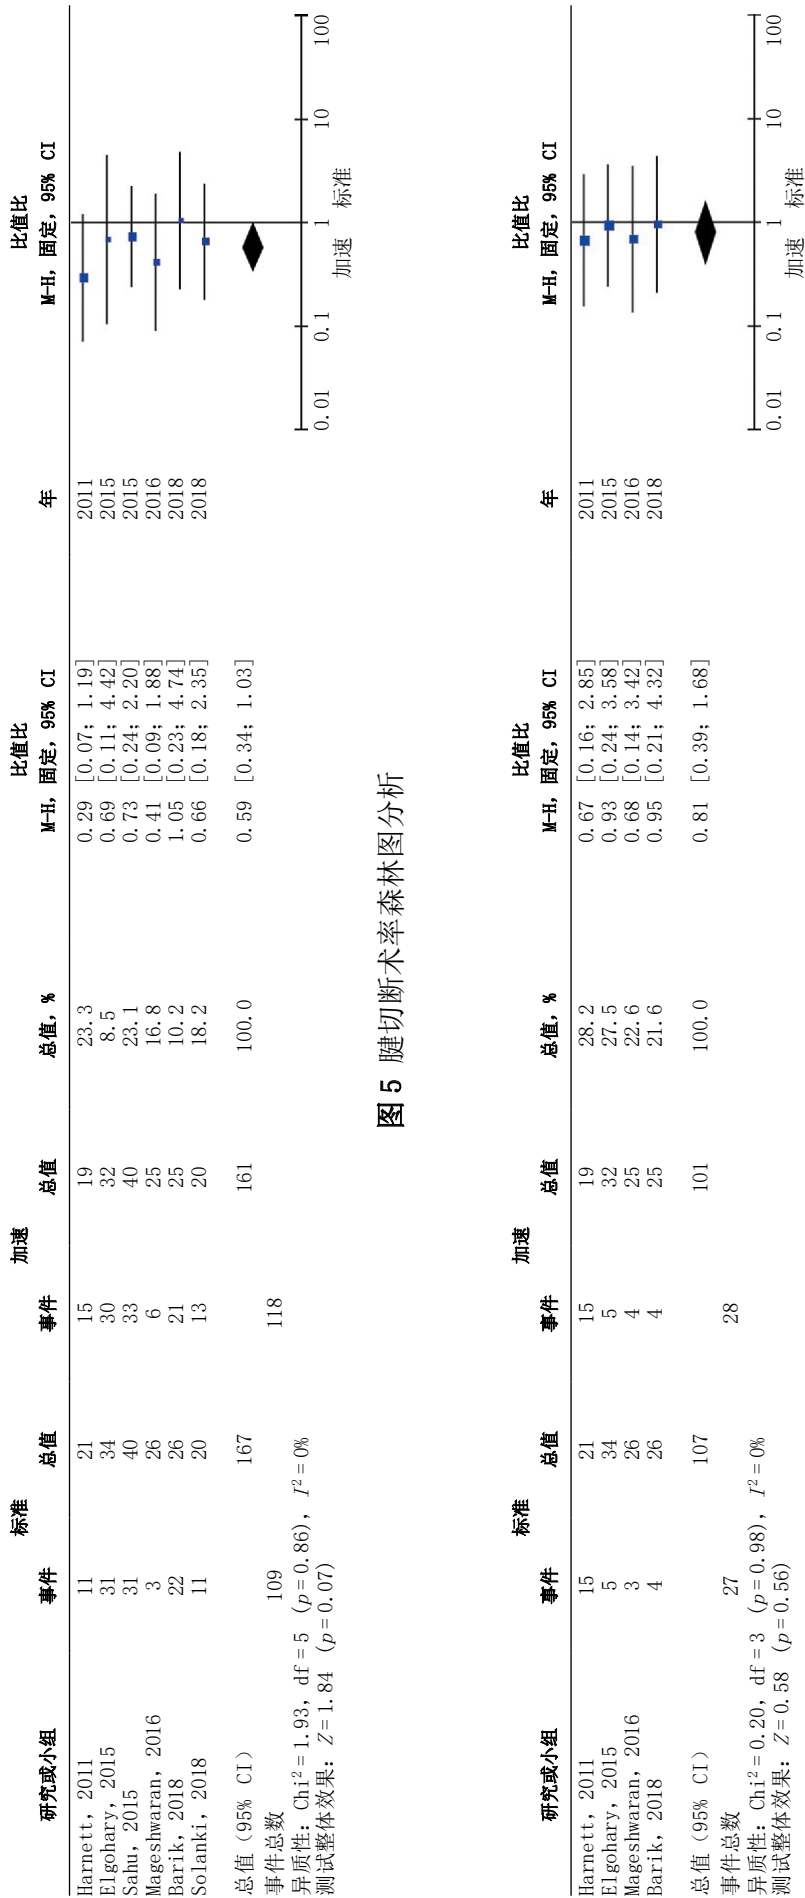 标准 加速 比值比 比值比
研究或小组 事件 总值 事件 总值 总值, % M-H, 固定, 95% CI 年 M-H, 固定, 95% CI
Harnett, 2011 11 21 15 19 23.3 0.29 [0.07; 1.19] 2011
Elgohary, 2015 31 34 30 32 8.5 0.69 [0.11; 4.42] 2015
Sahu, 2015 31 40 33 40 23.1 0.73 [0.24; 2.20] 2015
Mageshwaran, 2016 3 26 6 25 16.8 0.41 [0.09; 1.88] 2016
Barik, 2018 22 26 21 25 10.2 1.05 [0.23; 4.74] 2018
Solanki, 2018 11 20 13 20 18.2 0.66 [0.18; 2.35] 2018
总值 (95% CI) 167 161 100.0 0.59 [0.34; 1.03]
事件总数 109 118
异质性: Chi²=1.93, df=5 (p=0.86), I²=0%
测试整体效果: Z=1.84 (p=0.07)
0.01 0.1 1 10 100
加速 标准
图 5 腱切断术率森林图分析
标准 加速 比值比 比值比
研究或小组 事件 总值 事件 总值 总值, % M-H, 固定, 95% CI 年 M-H, 固定, 95% CI
Harnett, 2011 15 21 15 19 28.2 0.67 [0.16; 2.85] 2011
Elgohary, 2015 5 34 5 32 27.5 0.93 [0.24; 3.58] 2015
Mageshwaran, 2016 3 26 4 25 22.6 0.68 [0.14; 3.42] 2016
Barik, 2018 4 26 4 25 21.6 0.95 [0.21; 4.32] 2018
总值 (95% CI) 107 101 100.0 0.81 [0.39; 1.68]
事件总数 27 28
异质性: Chi²=0.20, df=3 (p=0.98), I²=0%
测试整体效果: Z=0.58 (p=0.56)
0.01 0.1 1 10 100
加速 标准